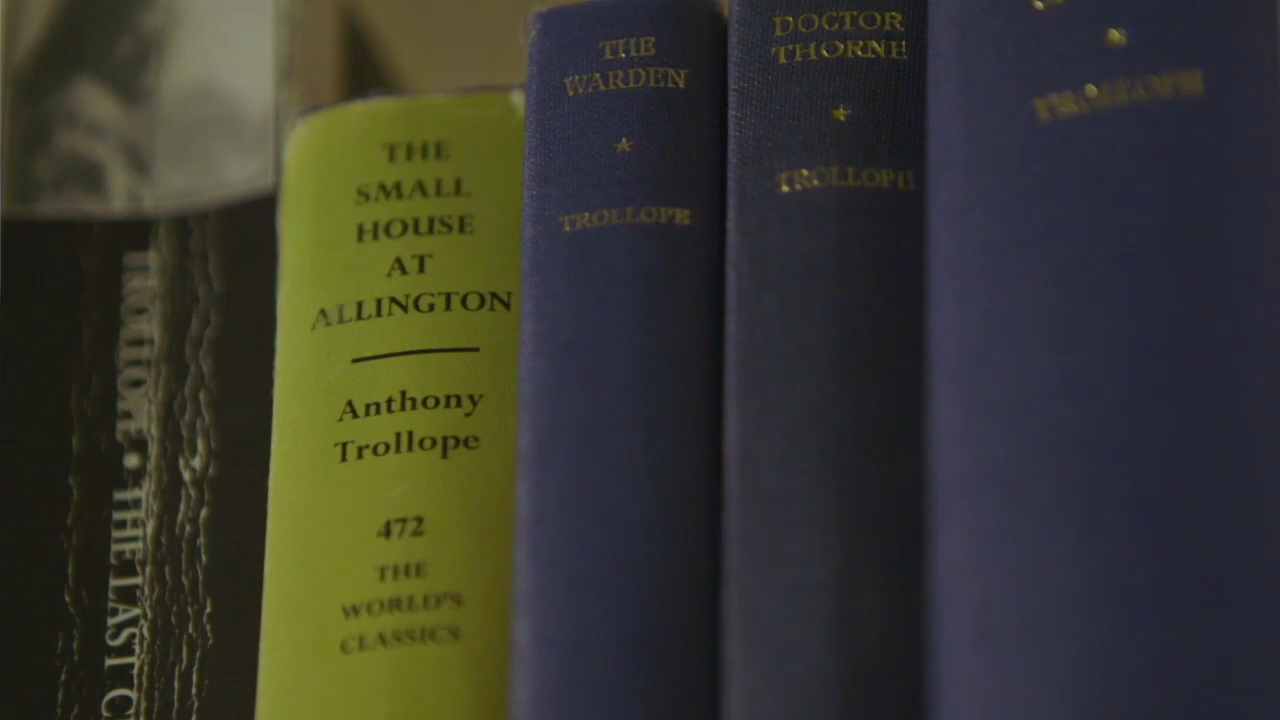 TROLLOPE • THE LAST C
THE
SMALL
HOUSE
AT
ALLINGTON
Anthony
Trollope
472
THE
WORLD'S
CLASSICS
THE
WARDEN
TROLLOPE
DOCTOR
THORNE
TROLLOPE
TROLLOPE